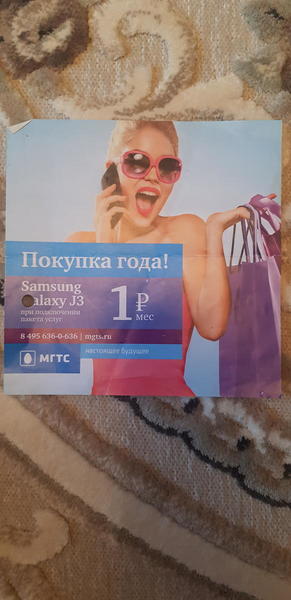 Покупка года!
Samsung
Galaxy J3
при подключении
пакета услуг
1 ₽
мес
8 495 636-0-636 | mgts.ru
МГТС
настоящее будущее